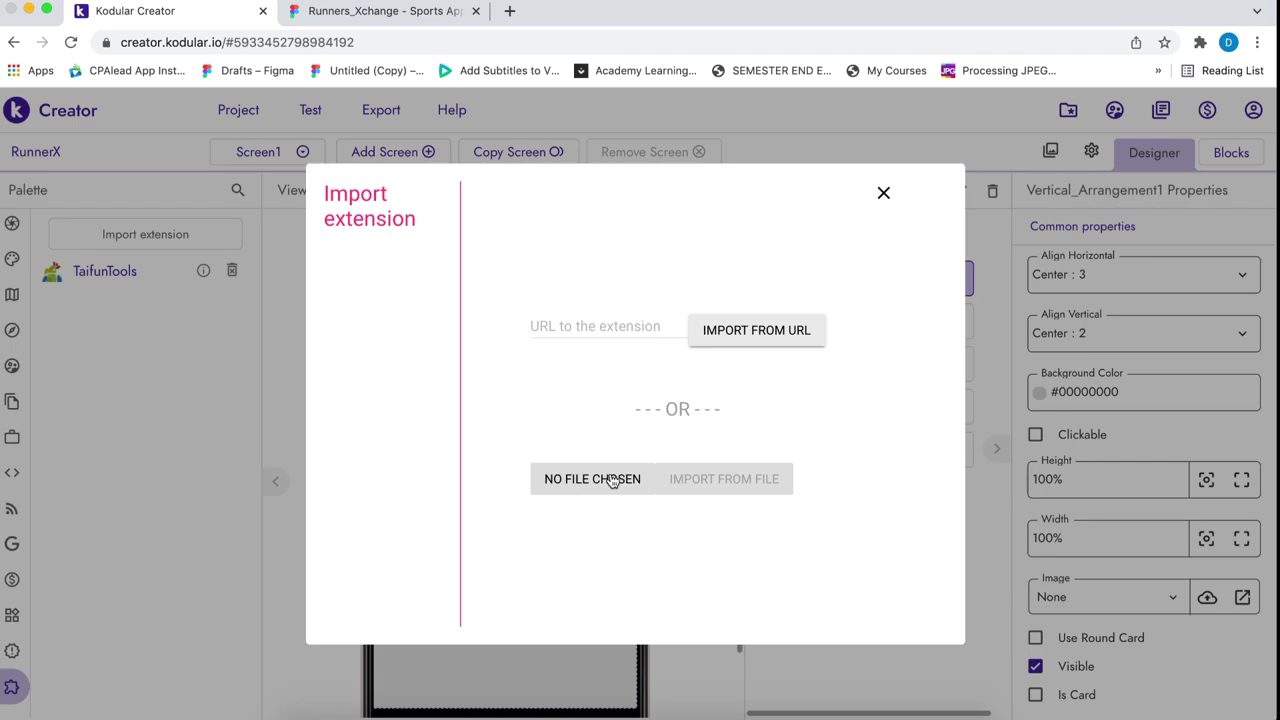 Kodular Creator
Runners_Xchange - Sports Ap
creator.kodular.io/#5933452798984192
Apps
CPAlead App Inst...
Drafts – Figma
Untitled (Copy) –...
Add Subtitles to V...
Academy Learning...
SEMESTER END E...
My Courses
Processing JPEG...
»
Reading List
Creator
Project
Test
Export
Help
RunnerX
Screen1
Add Screen
Copy Screen
Remove Screen
Designer
Blocks
Palette
View
Vertical_Arrangement1 Properties
Import extension
TaifunTools
Import
extension
URL to the extension
IMPORT FROM URL
- - - OR - - -
NO FILE CHOSEN
IMPORT FROM FILE
Common properties
Align Horizontal
Center : 3
Align Vertical
Center : 2
Background Color
#00000000
Clickable
Height
100%
Width
100%
Image
None
Use Round Card
Visible
Is Card